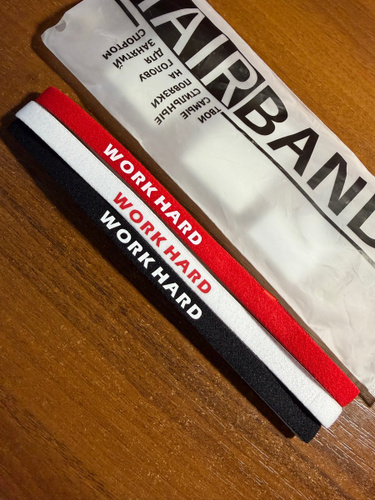 HAIRBAND
ТВОИ
САМЫЕ
СТИЛЬНЫЕ
ПОВЯЗКИ
НА
ГОЛОВУ
ДЛЯ
ЗАНЯТИЙ
СПОРТОМ
WORK HARD
WORK HARD
WORK HARD